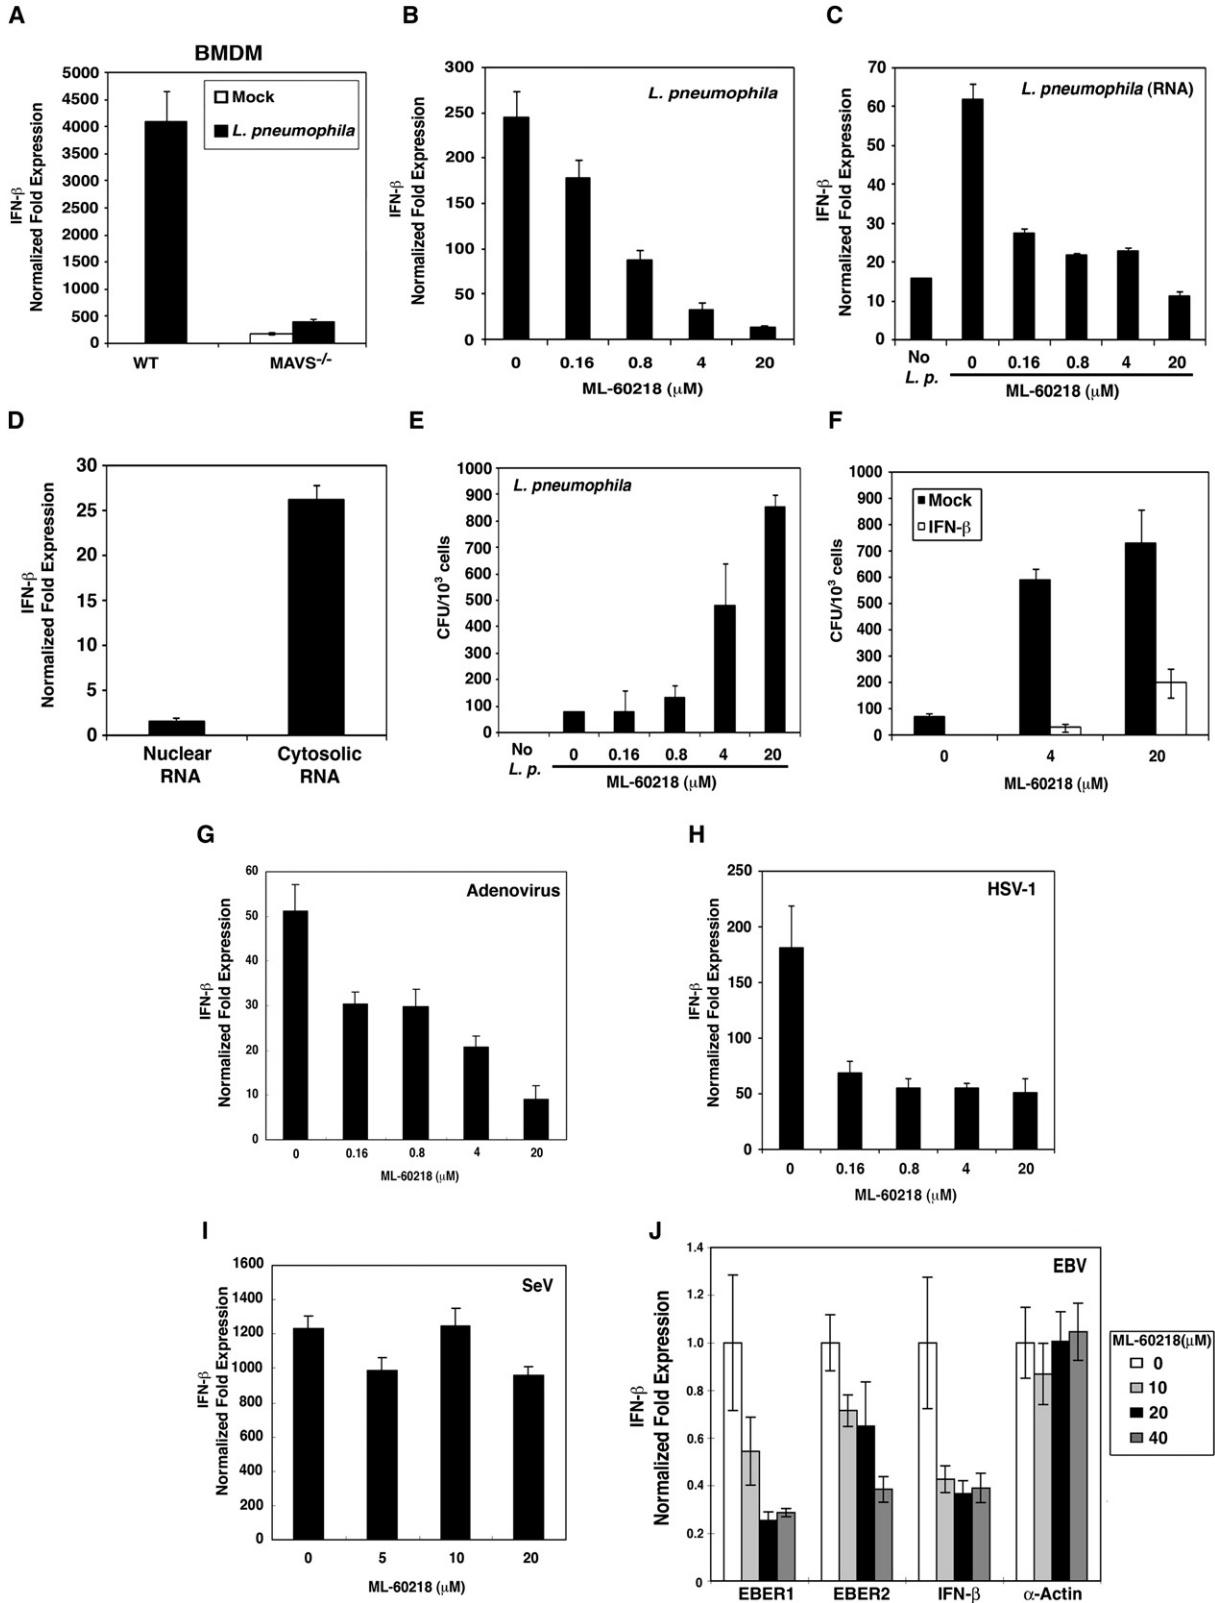 A
BMDM
IFN-β
Normalized Fold Expression
5000
4500
4000
3500
3000
2500
2000
1500
1000
500
0
Mock
L. pneumophila
WT
MAVS-/-
B
IFN-β
Normalized Fold Expression
300
250
200
150
100
50
0
L. pneumophila
0 0.16 0.8 4 20
ML-60218 (μM)
C
IFN-β
Normalized Fold Expression
70
60
50
40
30
20
10
0
L. pneumophila (RNA)
No
L. p.
0 0.16 0.8 4 20
ML-60218 (μM)
D
IFN-β
Normalized Fold Expression
30
25
20
15
10
5
0
Nuclear
RNA
Cytosolic
RNA
E
CFU/10³ cells
1000
900
800
700
600
500
400
300
200
100
0
L. pneumophila
No
L. p.
0 0.16 0.8 4 20
ML-60218 (μM)
F
CFU/10³ cells
1000
900
800
700
600
500
400
300
200
100
0
Mock
IFN-β
0 4 20
ML-60218 (μM)
G
IFN-β
Normalized Fold Expression
60
50
40
30
20
10
0
Adenovirus
0 0.16 0.8 4 20
ML-60218 (μM)
H
IFN-β
Normalized Fold Expression
250
200
150
100
50
0
HSV-1
0 0.16 0.8 4 20
ML-60218 (μM)
I
IFN-β
Normalized Fold Expression
1600
1400
1200
1000
800
600
400
200
0
SeV
0 5 10 20
ML-60218 (μM)
J
IFN-β
Normalized Fold Expression
1.4
1.2
1.0
0.8
0.6
0.4
0.2
0
EBV
EBER1 EBER2 IFN-β α-Actin
ML-60218(μM)
0
10
20
40